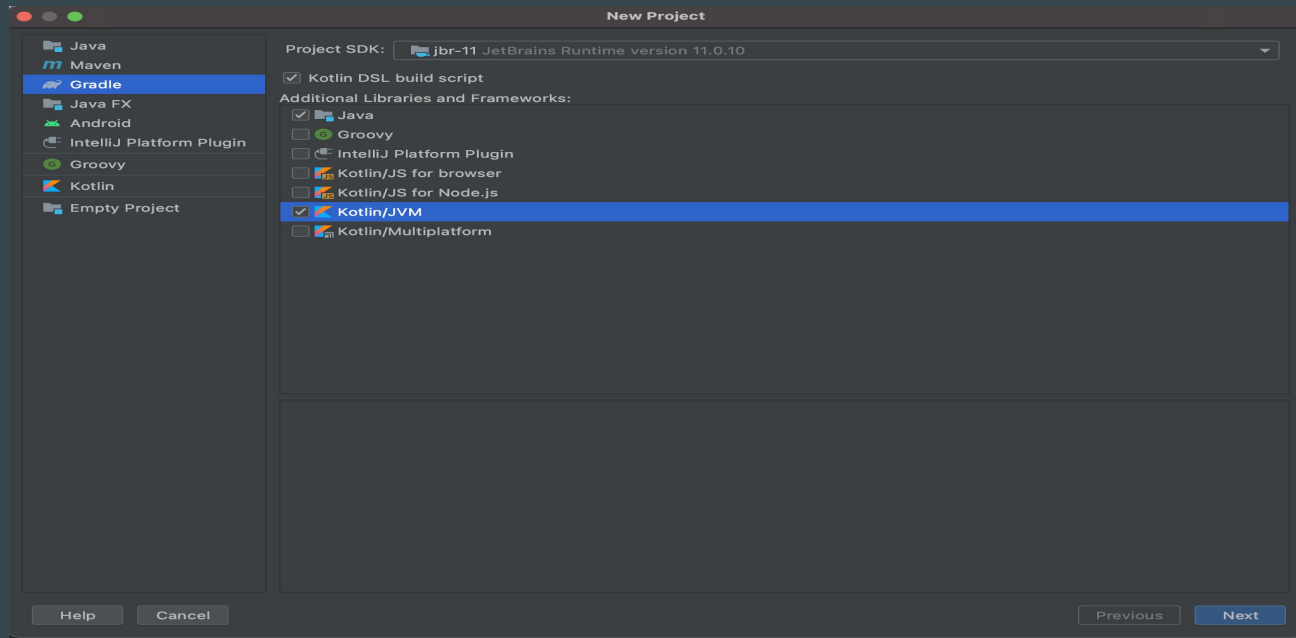 New Project
Java
Maven
Gradle
Java FX
Android
IntelliJ Platform Plugin
Groovy
Kotlin
Empty Project
Project SDK: jbr-11 JetBrains Runtime version 11.0.10
Kotlin DSL build script
Additional Libraries and Frameworks:
Java
Groovy
IntelliJ Platform Plugin
Kotlin/JS for browser
Kotlin/JS for Node.js
Kotlin/JVM
Kotlin/Multiplatform
Help Cancel Previous Next